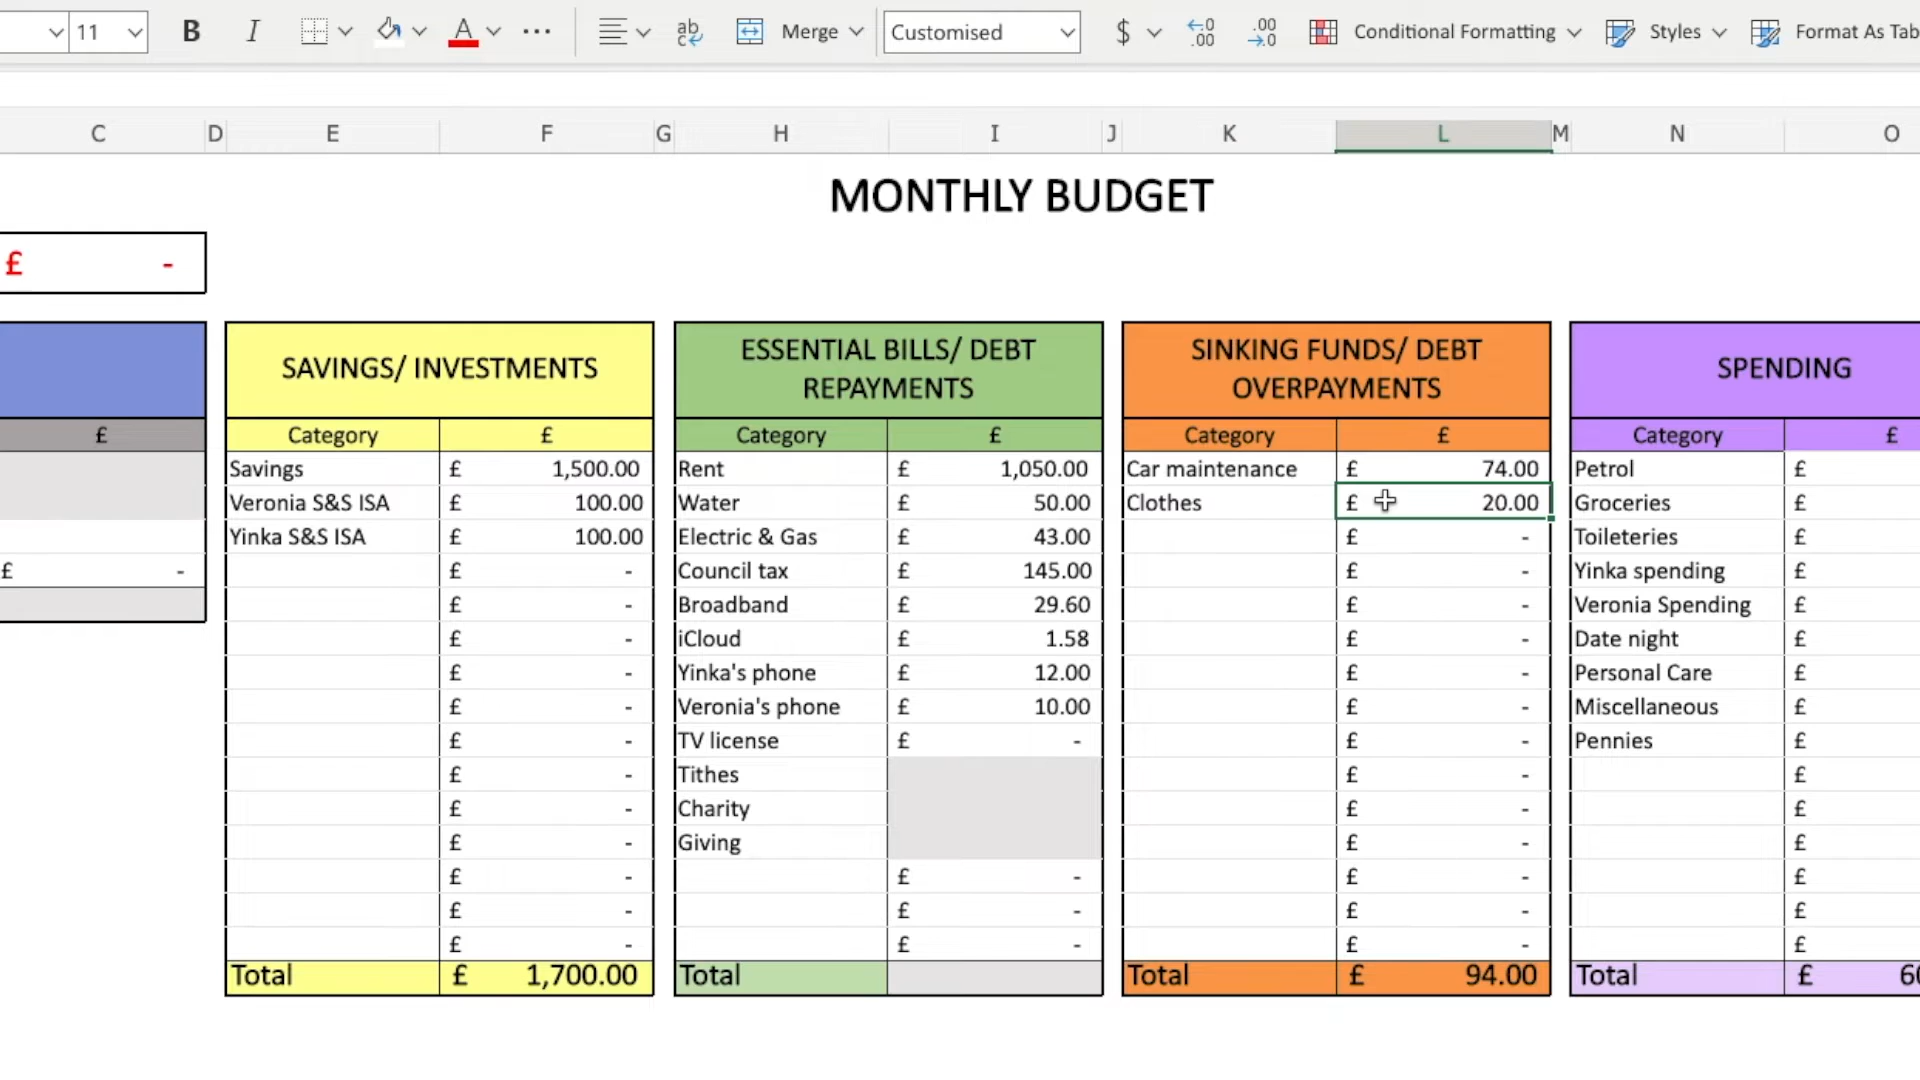 11 B I A ... ab c Merge Customised $ ←0 .00 .00 →0 Conditional Formatting Styles Format As Tab
C D E F G H I J K L M N O
MONTHLY BUDGET
£ -
SAVINGS/ INVESTMENTS
ESSENTIAL BILLS/ DEBT
REPAYMENTS
SINKING FUNDS/ DEBT
OVERPAYMENTS
SPENDING
£ Category £ Category £ Category £ Category £
Savings £ 1,500.00 Rent £ 1,050.00 Car maintenance £ 74.00 Petrol £
Veronia S&S ISA £ 100.00 Water £ 50.00 Clothes £ 20.00 Groceries £
Yinka S&S ISA £ 100.00 Electric & Gas £ 43.00 £ - Toileteries £
£ - £ - Council tax £ 145.00 £ - Yinka spending £
£ - Broadband £ 29.60 £ - Veronia Spending £
£ - iCloud £ 1.58 £ - Date night £
£ - Yinka's phone £ 12.00 £ - Personal Care £
£ - Veronia's phone £ 10.00 £ - Miscellaneous £
£ - TV license £ - £ - Pennies £
£ - Tithes £ - £
£ - Charity £ - £
£ - Giving £ - £
£ - £ - £ - £
£ - £ - £ - £
£ - £ - £ - £
Total £ 1,700.00 Total Total £ 94.00 Total £